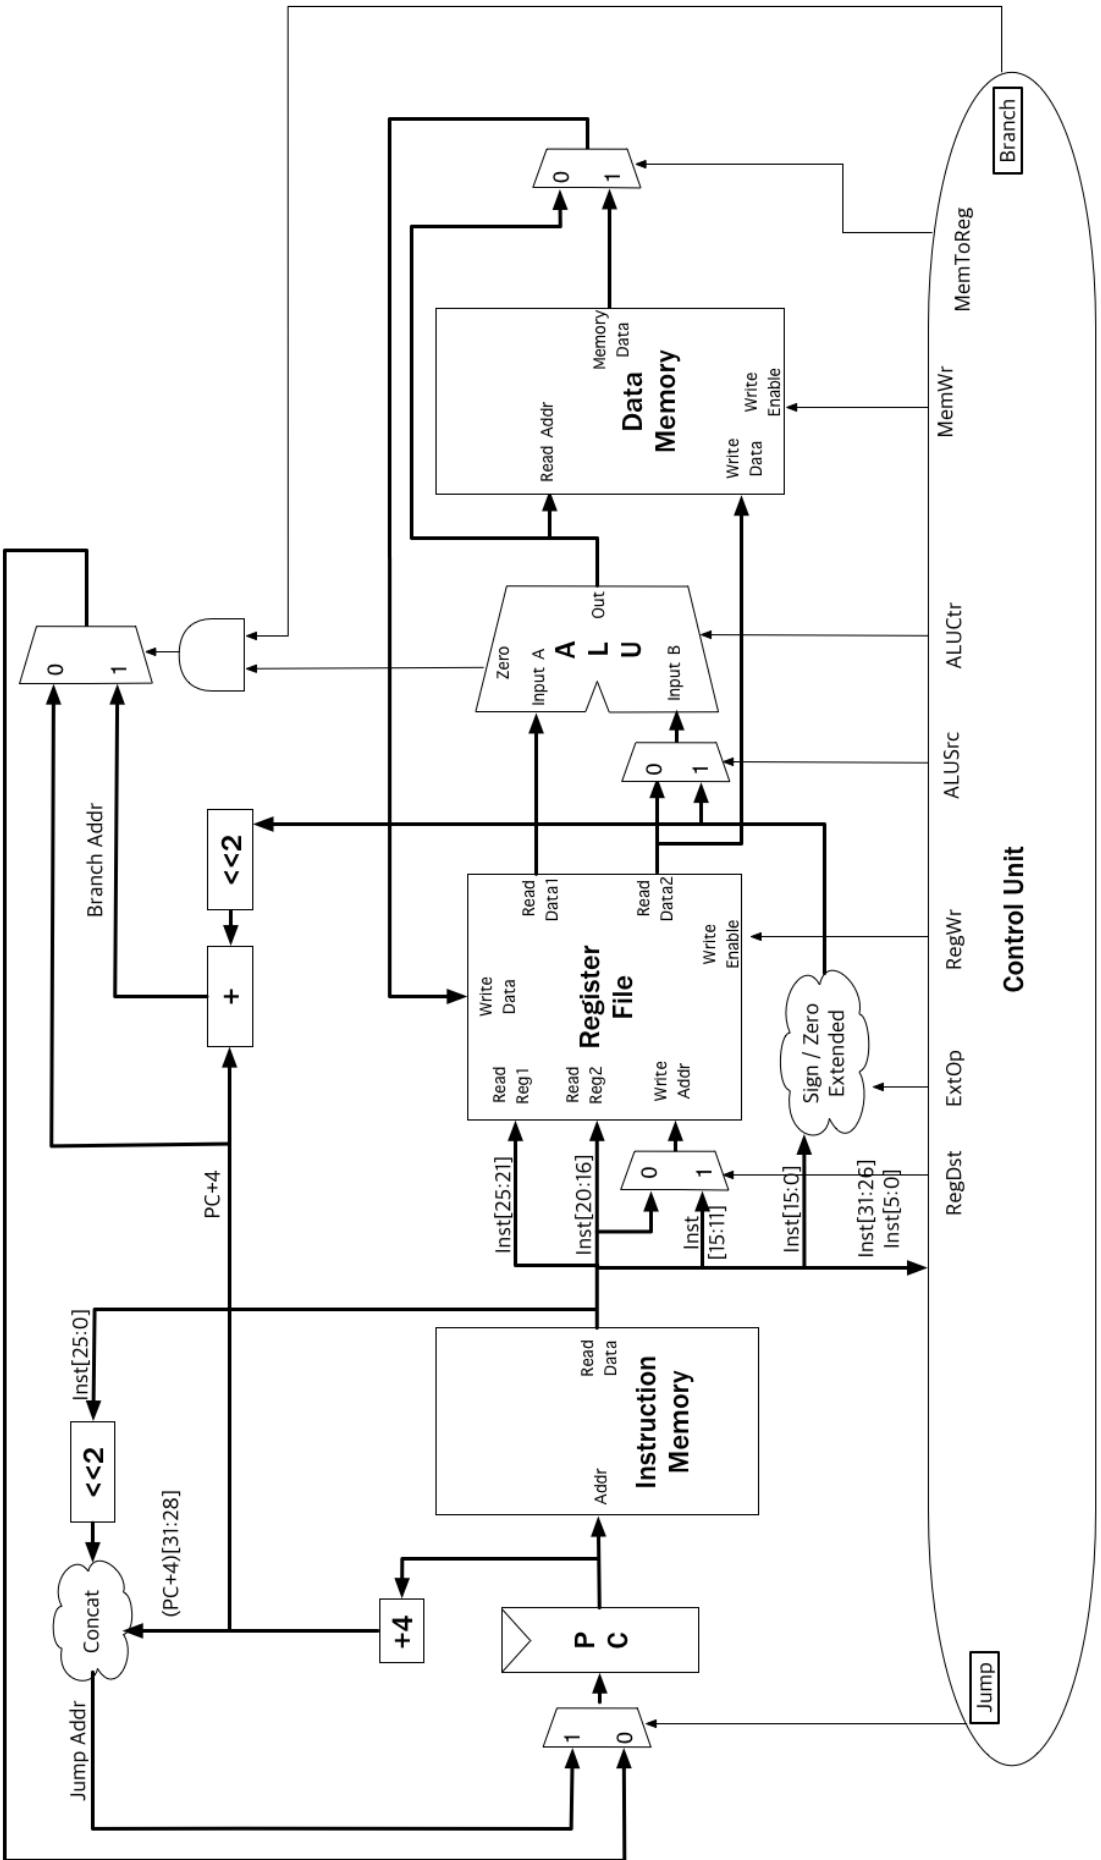 Jump Addr
Concat
<<2
Inst[25:0]
(PC+4)[31:28]
PC+4
+
<<2
Branch Addr
0
1
1
0
P
C
+4
Addr
Instruction
Memory
Read
Data
Inst[25:21]
Inst[20:16]
Inst
[15:11]
Inst[15:0]
Inst[31:26]
Inst[5:0]
0
1
Read
Reg1
Read
Reg2
Write
Addr
Write
Data
Register
File
Read
Data1
Read
Data2
Write
Enable
Sign / Zero
Extended
0
1
Zero
Input A
A
L
U
Out
Input B
Read Addr
Data
Memory
Memory
Data
Write
Data
Write
Enable
0
1
Jump
RegDst
ExtOp
RegWr
ALUSrc
ALUCtr
MemWr
MemToReg
Branch
Control Unit